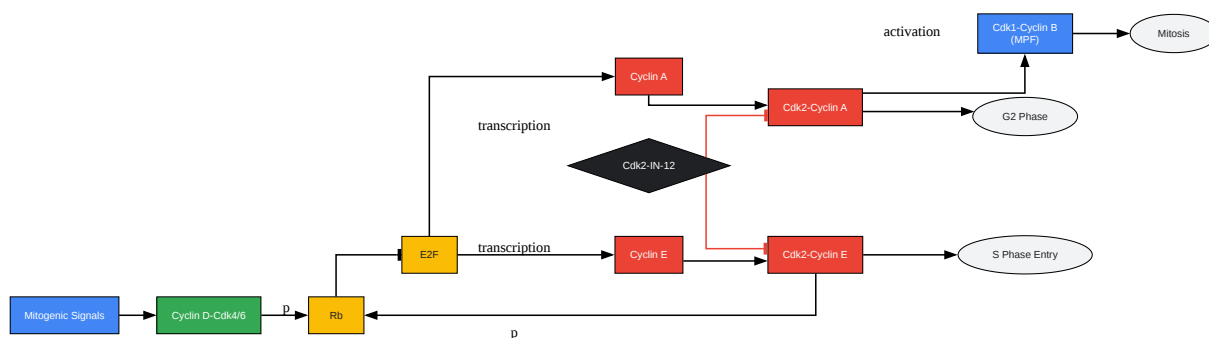 activation
Cdk1-Cyclin B
(MPF)
Mitosis
Cyclin A
Cdk2-Cyclin A
G2 Phase
transcription
Cdk2-IN-12
E2F
transcription
Cyclin E
Cdk2-Cyclin E
S Phase Entry
Mitogenic Signals
Cyclin D-Cdk4/6
p
Rb
p